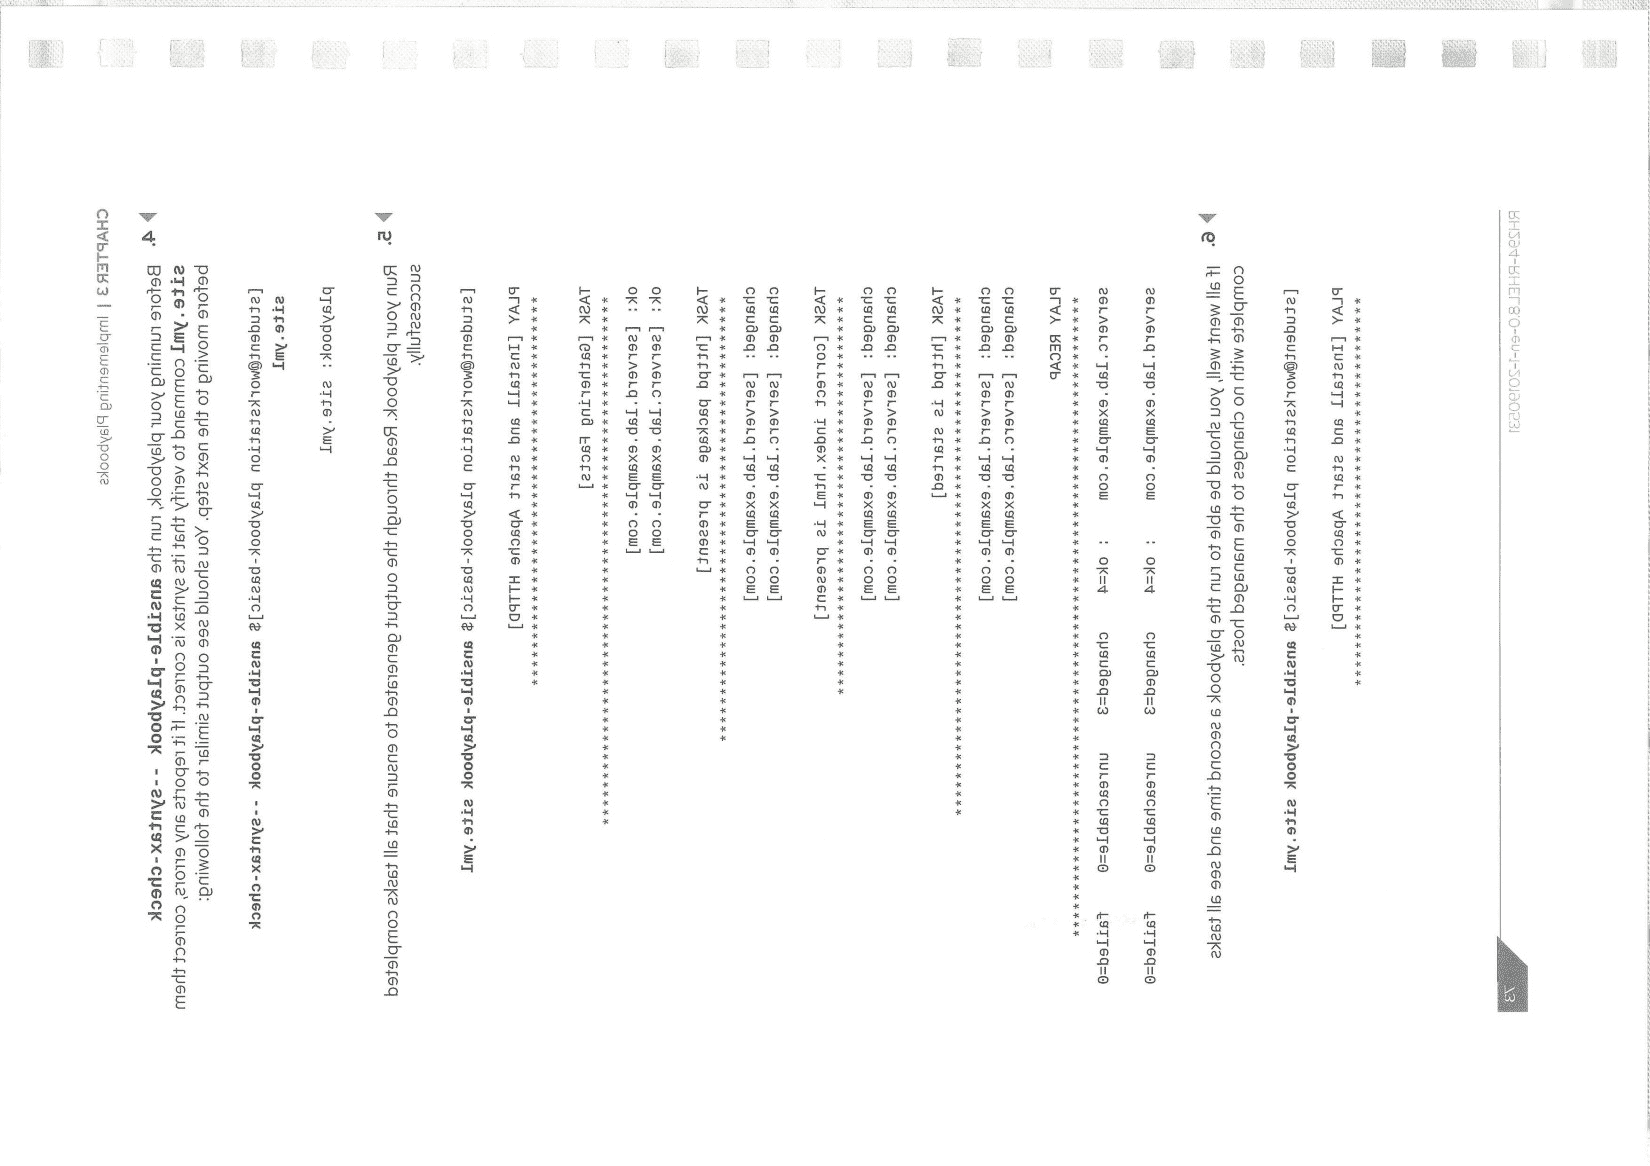 CHAPTER 3 | Implementing Playbooks
4. Before running your playbook, run the ansible-playbook --syntax-check
site.yml command to verify that its syntax is correct. If it reports any errors, correct them
before moving to the next step. You should see output similar to the following:
[student@workstation playbook-basic]$ ansible-playbook --syntax-check
site.yml
playbook: site.yml
5. Run your playbook. Read through the output generated to ensure that all tasks completed
successfully.
[student@workstation playbook-basic]$ ansible-playbook site.yml
PLAY [Install and start Apache HTTPD]
******************************************
TASK [Gathering Facts]
*********************************************************
ok: [serverd.lab.example.com]
ok: [serverc.lab.example.com]
TASK [httpd package is present]
************************************************
changed: [serverd.lab.example.com]
changed: [serverc.lab.example.com]
TASK [correct index.html is present]
*******************************************
changed: [serverd.lab.example.com]
changed: [serverc.lab.example.com]
TASK [httpd is started]
********************************************************
changed: [serverd.lab.example.com]
changed: [serverc.lab.example.com]
PLAY RECAP
*********************************************************************
serverc.lab.example.com : ok=4 changed=3 unreachable=0 failed=0
serverd.lab.example.com : ok=4 changed=3 unreachable=0 failed=0
6. If all went well, you should be able to run the playbook a second time and see all tasks
complete with no changes to the managed hosts.
[student@workstation playbook-basic]$ ansible-playbook site.yml
PLAY [Install and start Apache HTTPD]
******************************************
RH294-RHEL8.0-en-1-20190531
73